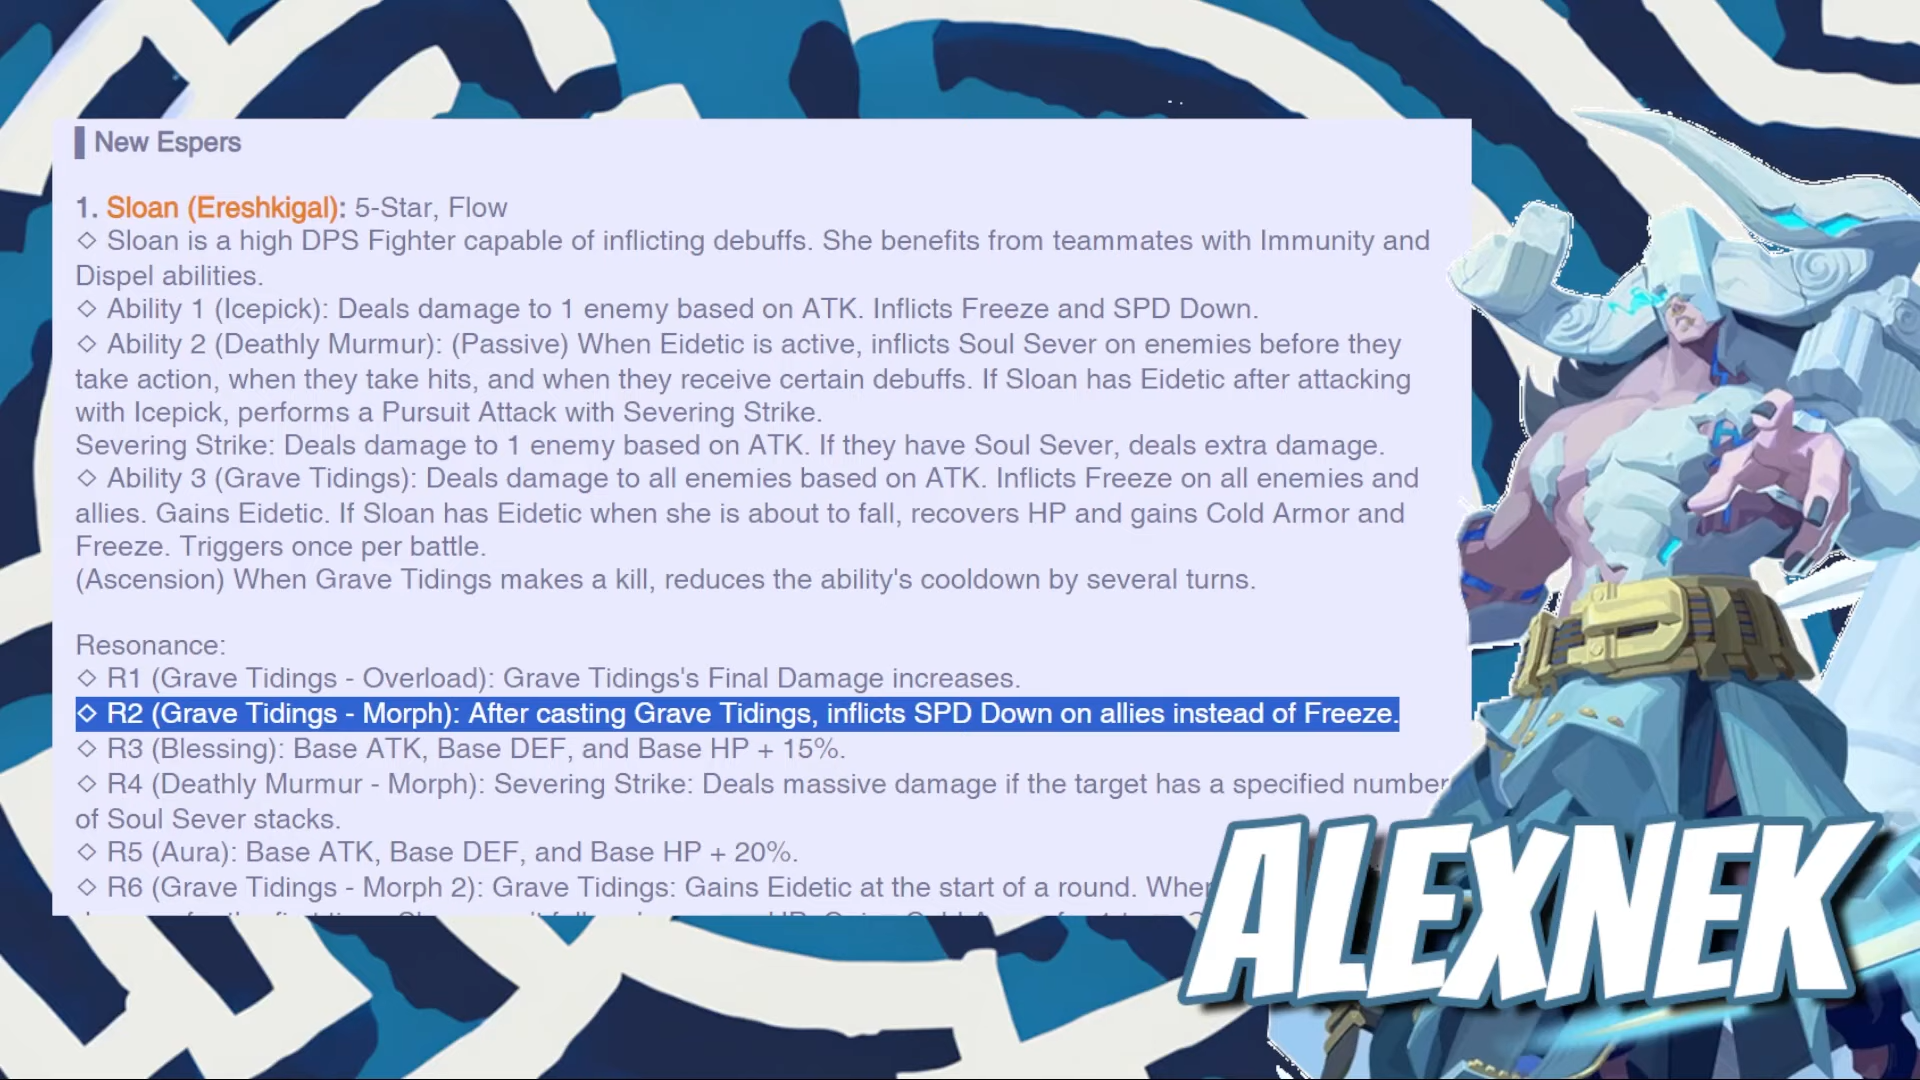 New Espers
1. Sloan (Ereshkigal): 5-Star, Flow
◇ Sloan is a high DPS Fighter capable of inflicting debuffs. She benefits from teammates with Immunity and
Dispel abilities.
◇ Ability 1 (Icepick): Deals damage to 1 enemy based on ATK. Inflicts Freeze and SPD Down.
◇ Ability 2 (Deathly Murmur): (Passive) When Eidetic is active, inflicts Soul Sever on enemies before they
take action, when they take hits, and when they receive certain debuffs. If Sloan has Eidetic after attacking
with Icepick, performs a Pursuit Attack with Severing Strike.
Severing Strike: Deals damage to 1 enemy based on ATK. If they have Soul Sever, deals extra damage.
◇ Ability 3 (Grave Tidings): Deals damage to all enemies based on ATK. Inflicts Freeze on all enemies and
allies. Gains Eidetic. If Sloan has Eidetic when she is about to fall, recovers HP and gains Cold Armor and
Freeze. Triggers once per battle.
(Ascension) When Grave Tidings makes a kill, reduces the ability's cooldown by several turns.
Resonance:
◇ R1 (Grave Tidings - Overload): Grave Tidings's Final Damage increases.
◇ R2 (Grave Tidings - Morph): After casting Grave Tidings, inflicts SPD Down on allies instead of Freeze.
◇ R3 (Blessing): Base ATK, Base DEF, and Base HP + 15%.
◇ R4 (Deathly Murmur - Morph): Severing Strike: Deals massive damage if the target has a specified number
of Soul Sever stacks.
◇ R5 (Aura): Base ATK, Base DEF, and Base HP + 20%.
◇ R6 (Grave Tidings - Morph 2): Grave Tidings: Gains Eidetic at the start of a round.
ALEXNEK